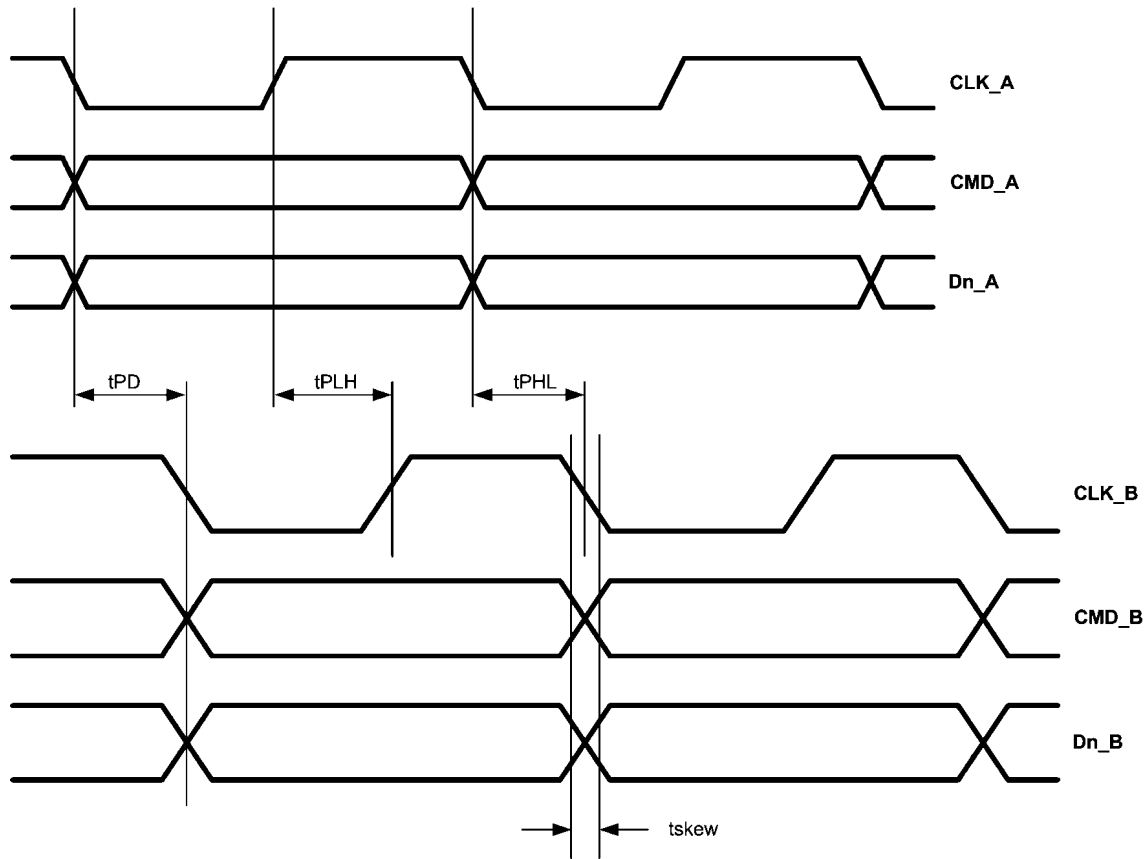 CLK_A
CMD_A
Dn_A
tPD
tPLH
tPHL
CLK_B
CMD_B
Dn_B
tskew